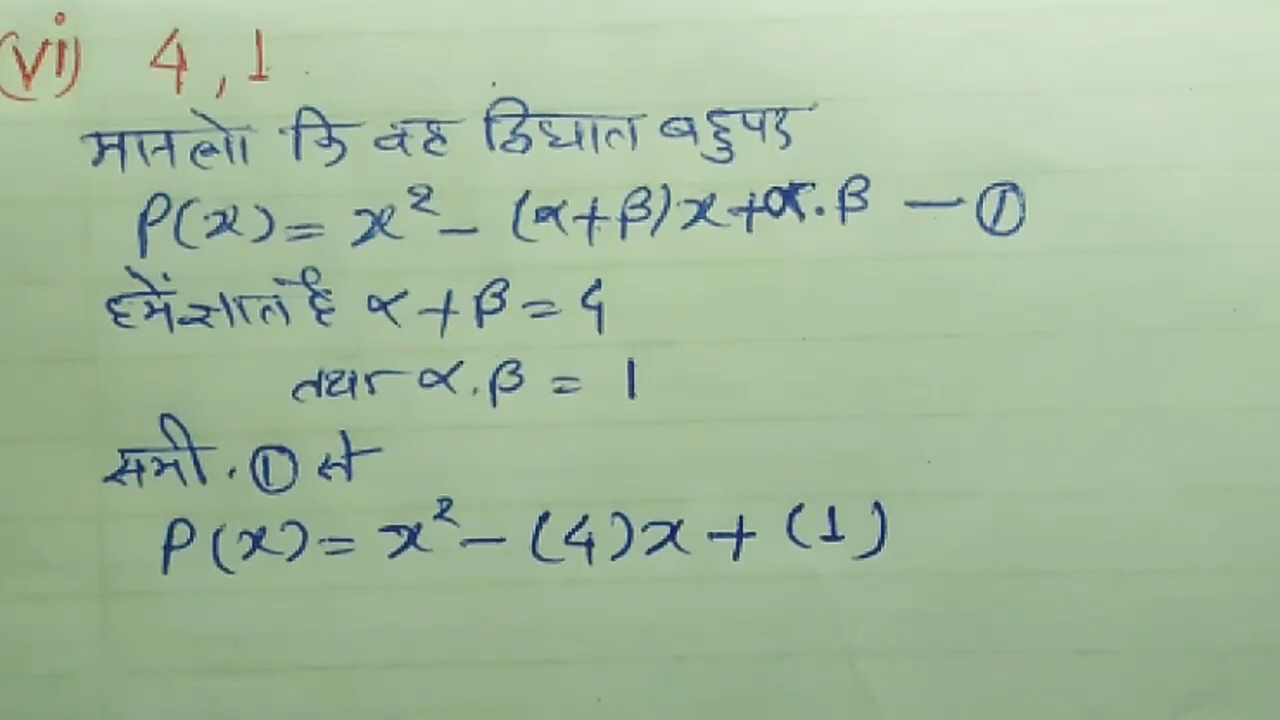 (vi) 4, 1
मानलो कि वह द्विघात बहुपद
P(x) = x² - (α+β)x+α.β — ①
हमें ज्ञात है α + β = 4
तथा α.β = 1
समी. ① से
P(x) = x² - (4)x + (1)